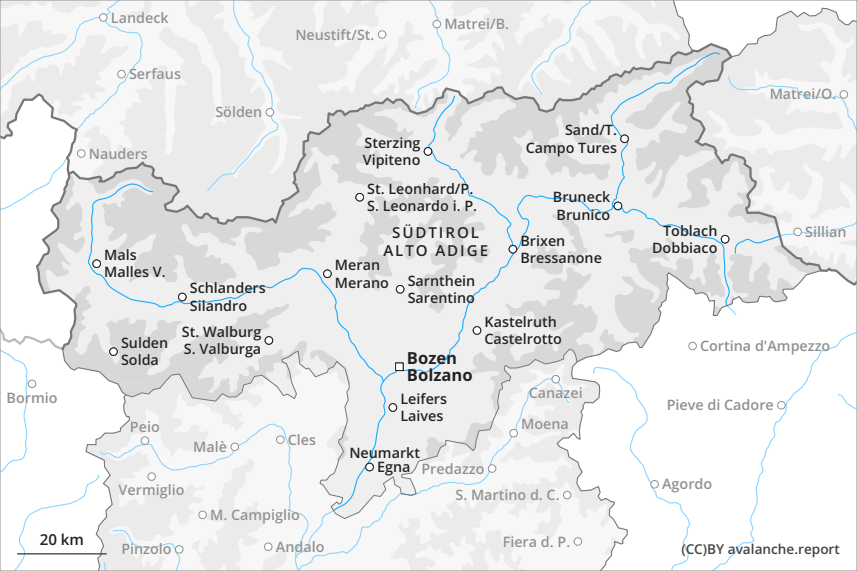 Landeck
Matrei/B.
Neustift/St.
Serfaus
Matrei/O.
Sölden
Sand/T.
Campo Tures
Sterzing
Vipiteno
Nauders
St. Leonhard/P.
S. Leonardo i. P.
Bruneck
Brunico
SÜDTIROL
ALTO ADIGE
Toblach
Dobbiaco
Sillian
Brixen
Bressanone
Mals
Malles V.
Meran
Merano
Sarnthein
Sarentino
Schlanders
Silandro
Kastelruth
Castelrotto
St. Walburg
S. Valburga
Sulden
Solda
Cortina d'Ampezzo
Bozen
Bolzano
Bormio
Canazei
Leifers
Laives
Pieve di Cadore
Peio
Moena
Cles
Malè
Neumarkt
Egna
Predazzo
Vermiglio
Agordo
S. Martino d. C.
M. Campiglio
20 km
Pinzolo
Andalo
Fiera d. P.
(CC)BY avalanche.report